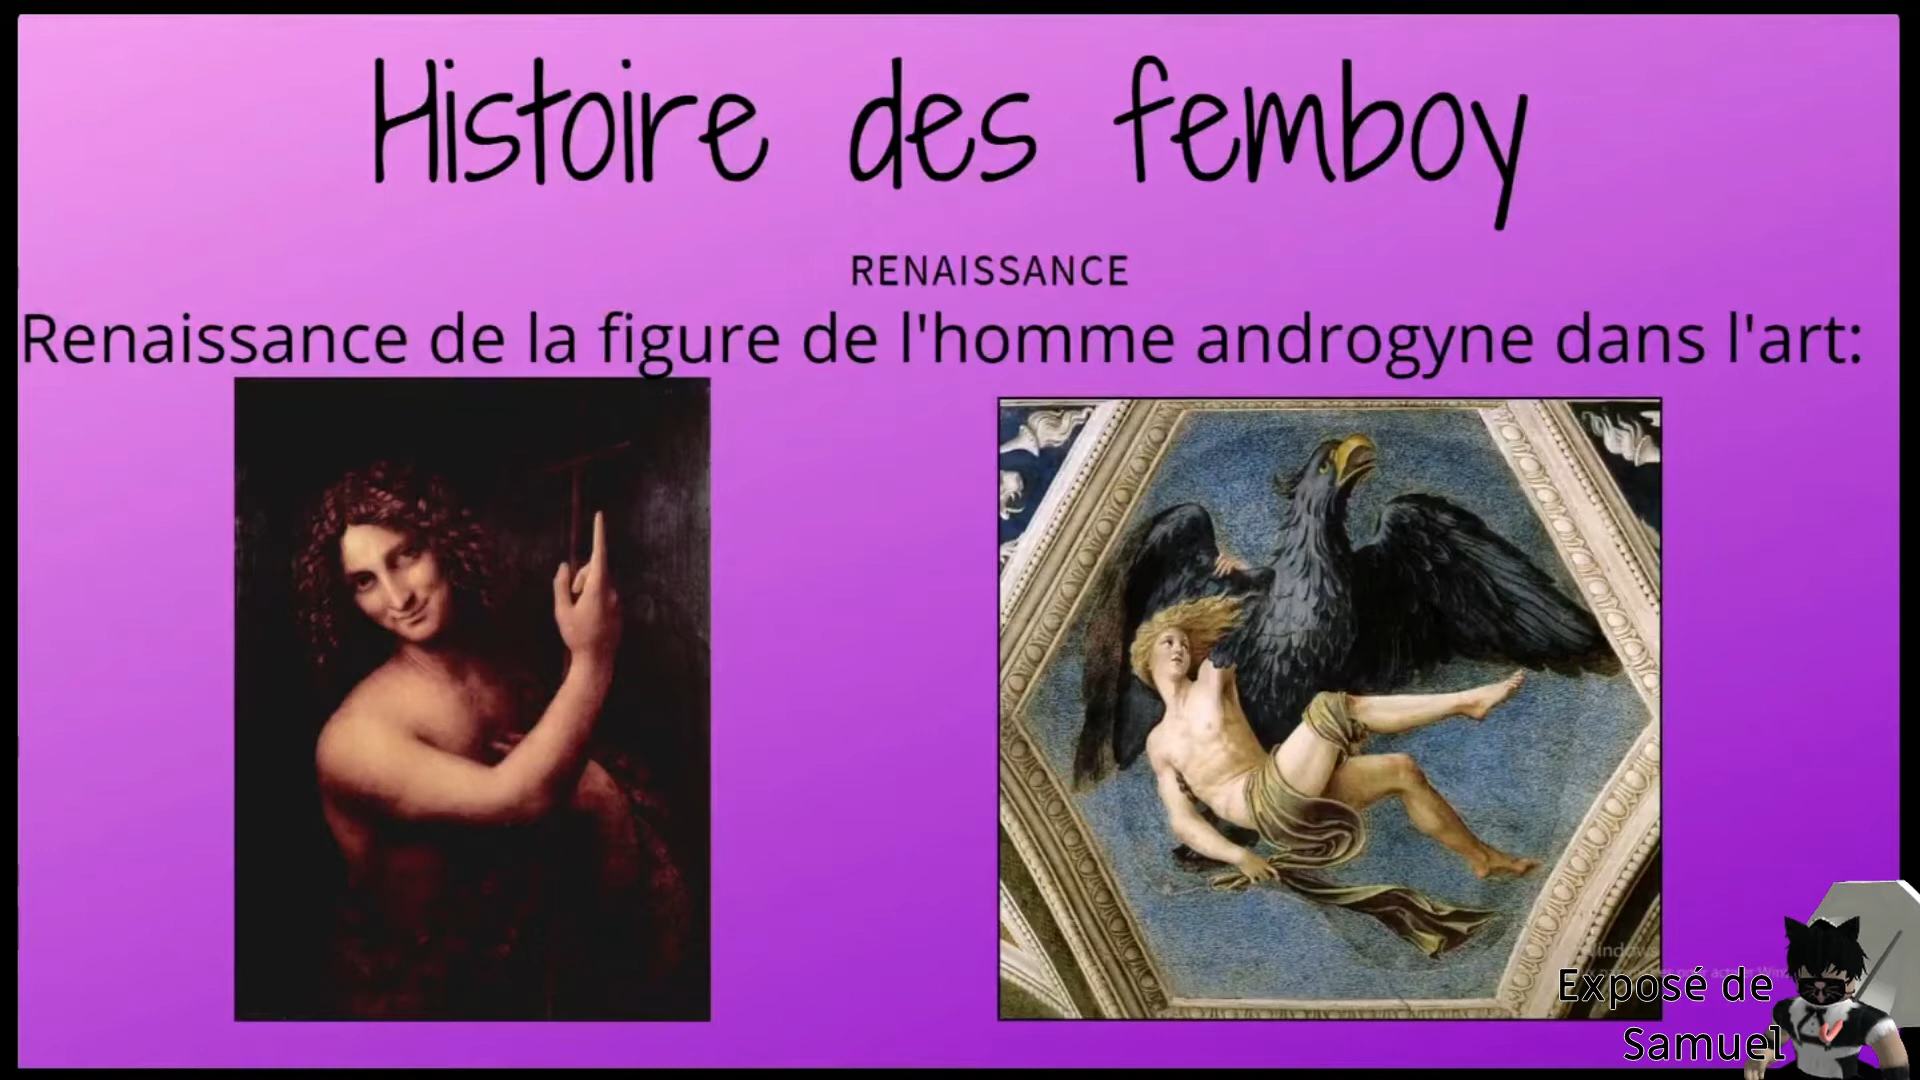 Histoire des femboy
RENAISSANCE
Renaissance de la figure de l'homme androgyne dans l'art:
Exposé de
Samuel